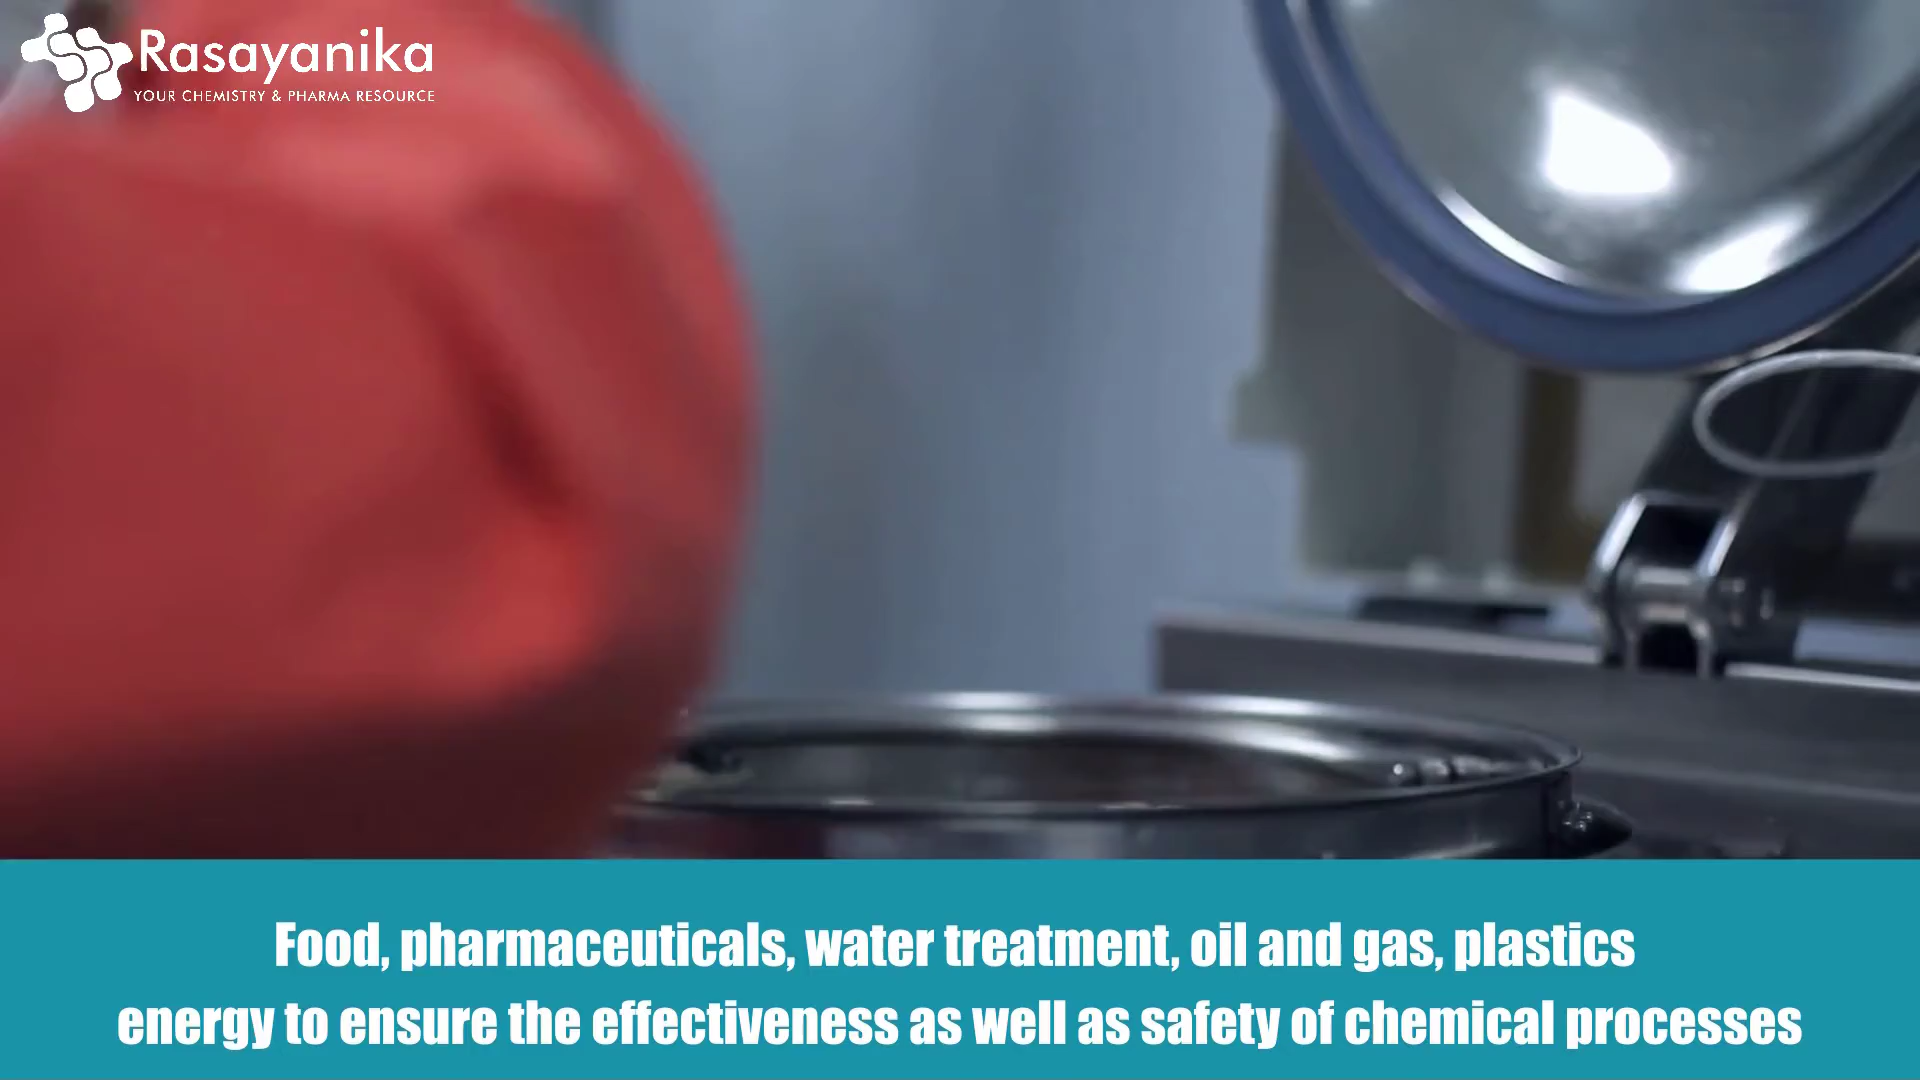 Rasayanika
YOUR CHEMISTRY & PHARMA RESOURCE
Food, pharmaceuticals, water treatment, oil and gas, plastics
energy to ensure the effectiveness as well as safety of chemical processes